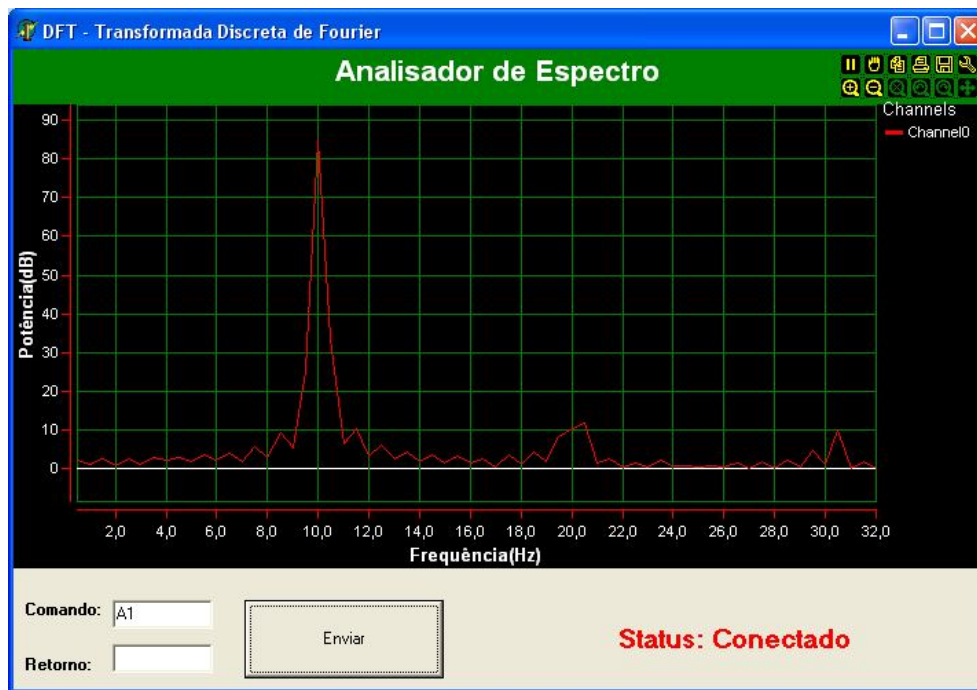 DFT - Transformada Discreta de Fourier
Analisador de Espectro
Channels
Channel0
90
80
70
60
50
40
30
20
10
0
Potência(dB)
2,0 4,0 6,0 8,0 10,0 12,0 14,0 16,0 18,0 20,0 22,0 24,0 26,0 28,0 30,0 32,0
Frequência(Hz)
Comando: A1
Enviar
Status: Conectado
Retorno: